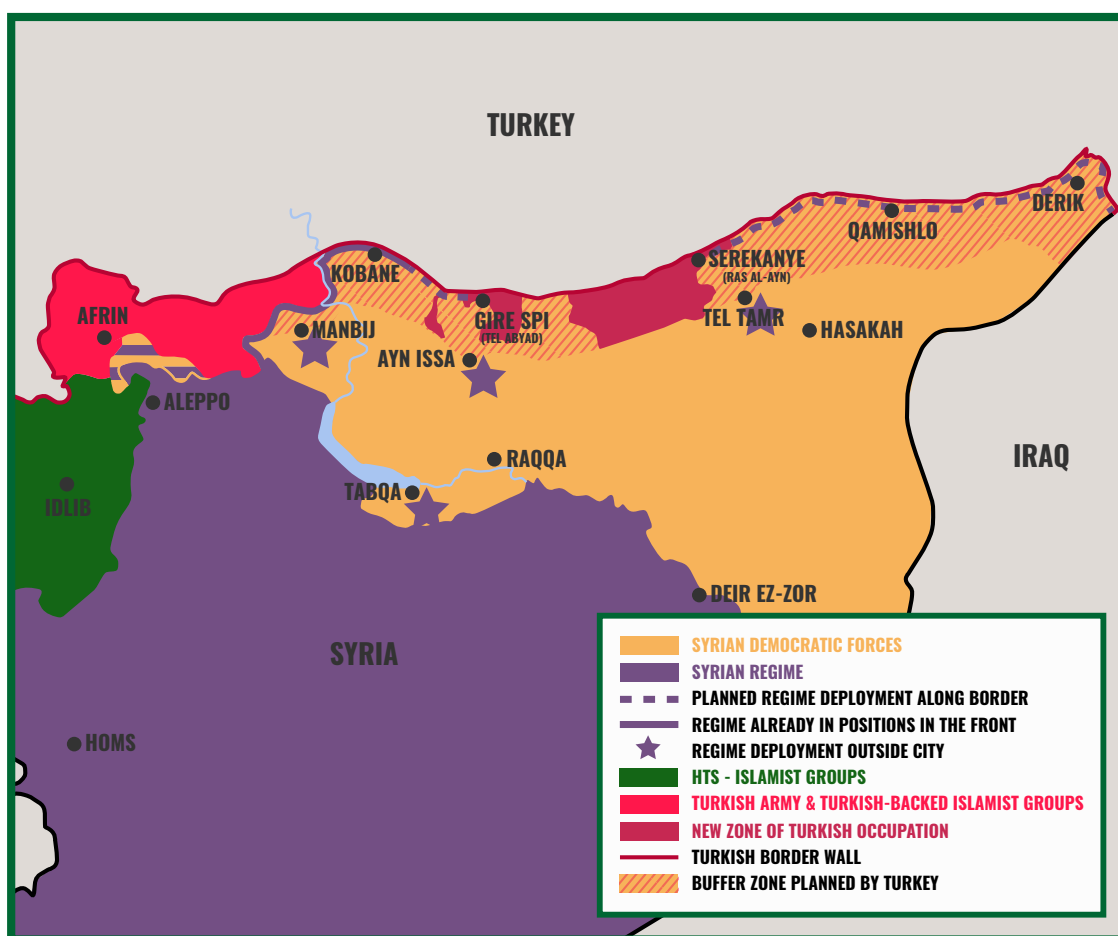 TURKEY
DERIK
QAMISHLO
SEREKANYE
(RAS AL-AYN)
KOBANE
TEL TAMR
HASAKAH
GIRE SPI
(TEL ABYAD)
AFRIN
MANBIJ
AYN ISSA
ALEPPO
IRAQ
RAQQA
TABQA
IDLIB
DEIR EZ-ZOR
SYRIA
HOMS
SYRIAN DEMOCRATIC FORCES
SYRIAN REGIME
PLANNED REGIME DEPLOYMENT ALONG BORDER
REGIME ALREADY IN POSITIONS IN THE FRONT
REGIME DEPLOYMENT OUTSIDE CITY
HTS - ISLAMIST GROUPS
TURKISH ARMY & TURKISH-BACKED ISLAMIST GROUPS
NEW ZONE OF TURKISH OCCUPATION
TURKISH BORDER WALL
BUFFER ZONE PLANNED BY TURKEY